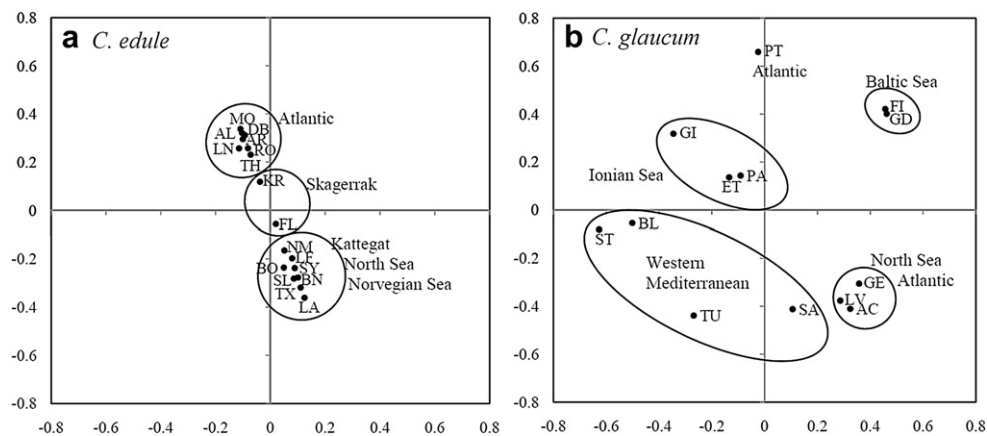 a C. edule
0.8
0.6
0.4
0.2
0
-0.2
-0.4
-0.6
-0.8
-0.8 -0.6 -0.4 -0.2 0 0.2 0.4 0.6 0.8
MO
Atlantic
AL
DB
AR
LN
RO
TH
KR
Skagerrak
FL
NM
Kattegat
LF
BO
SY
North Sea
SL
BN
Norvegian Sea
TX
LA
b C. glaucum
0.8
0.6
0.4
0.2
0
-0.2
-0.4
-0.6
-0.8
-0.8 -0.6 -0.4 -0.2 0 0.2 0.4 0.6 0.8
PT
Atlantic
Baltic Sea
FI
GD
GI
Ionian Sea
PA
ET
BL
ST
Western
Mediterranean
TU
SA
North Sea
Atlantic
GE
LV
AC